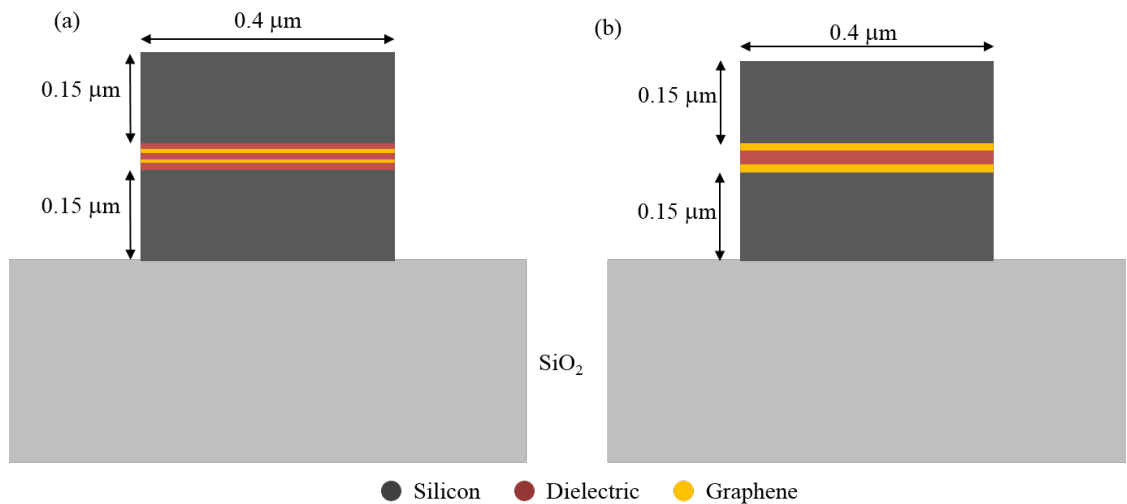 (a)
0.4 μm
0.15 μm
0.15 μm
(b)
0.4 μm
0.15 μm
0.15 μm
SiO₂
Silicon Dielectric Graphene